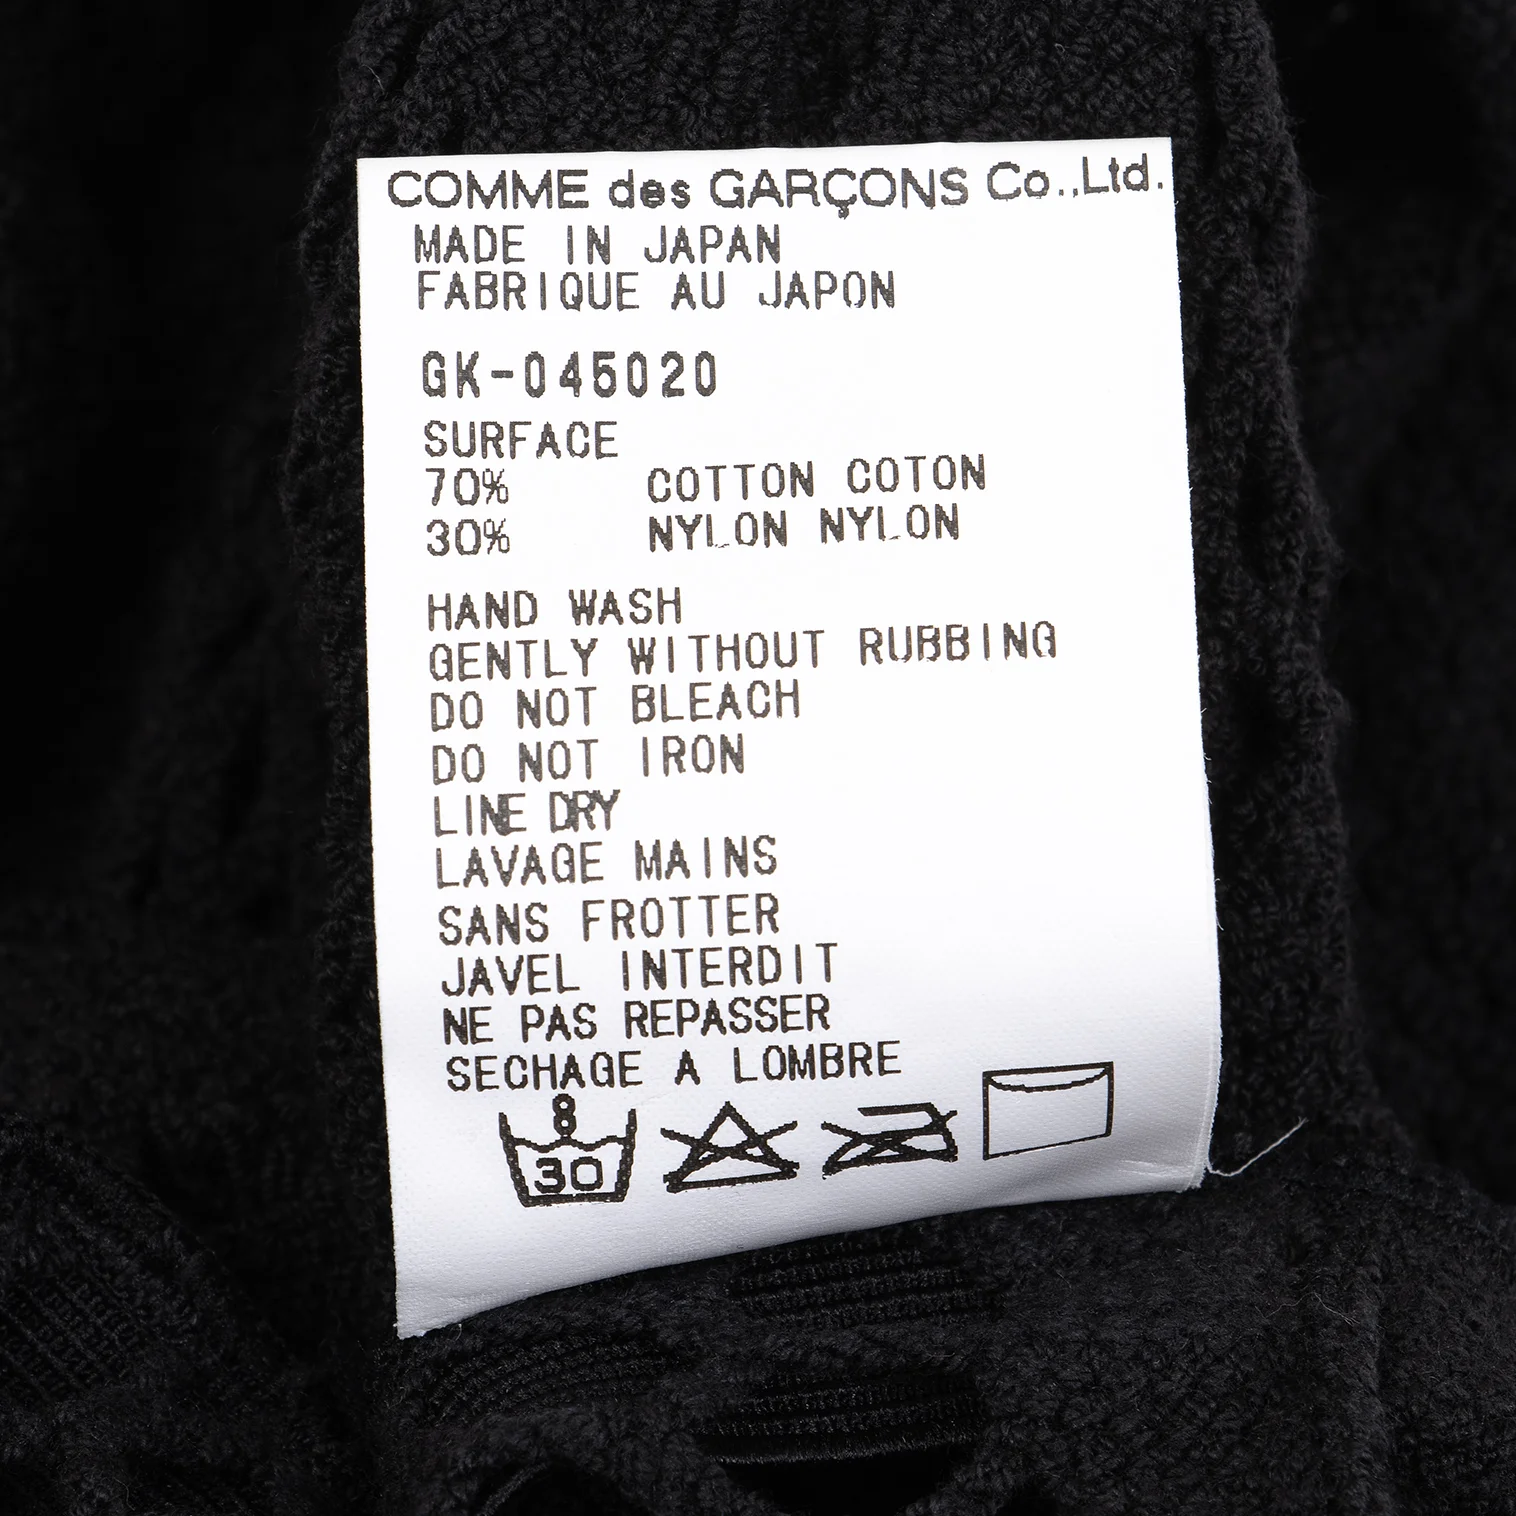 COMME des GARÇONS Co.,Ltd.
MADE IN JAPAN
FABRIQUE AU JAPON
GK-045020
SURFACE
70% COTTON COTON
30% NYLON NYLON
HAND WASH
GENTLY WITHOUT RUBBING
DO NOT BLEACH
DO NOT IRON
LINE DRY
LAVAGE MAINS
SANS FROTTER
JAVEL INTERDIT
NE PAS REPASSER
SECHAGE A LOMBRE
8
30